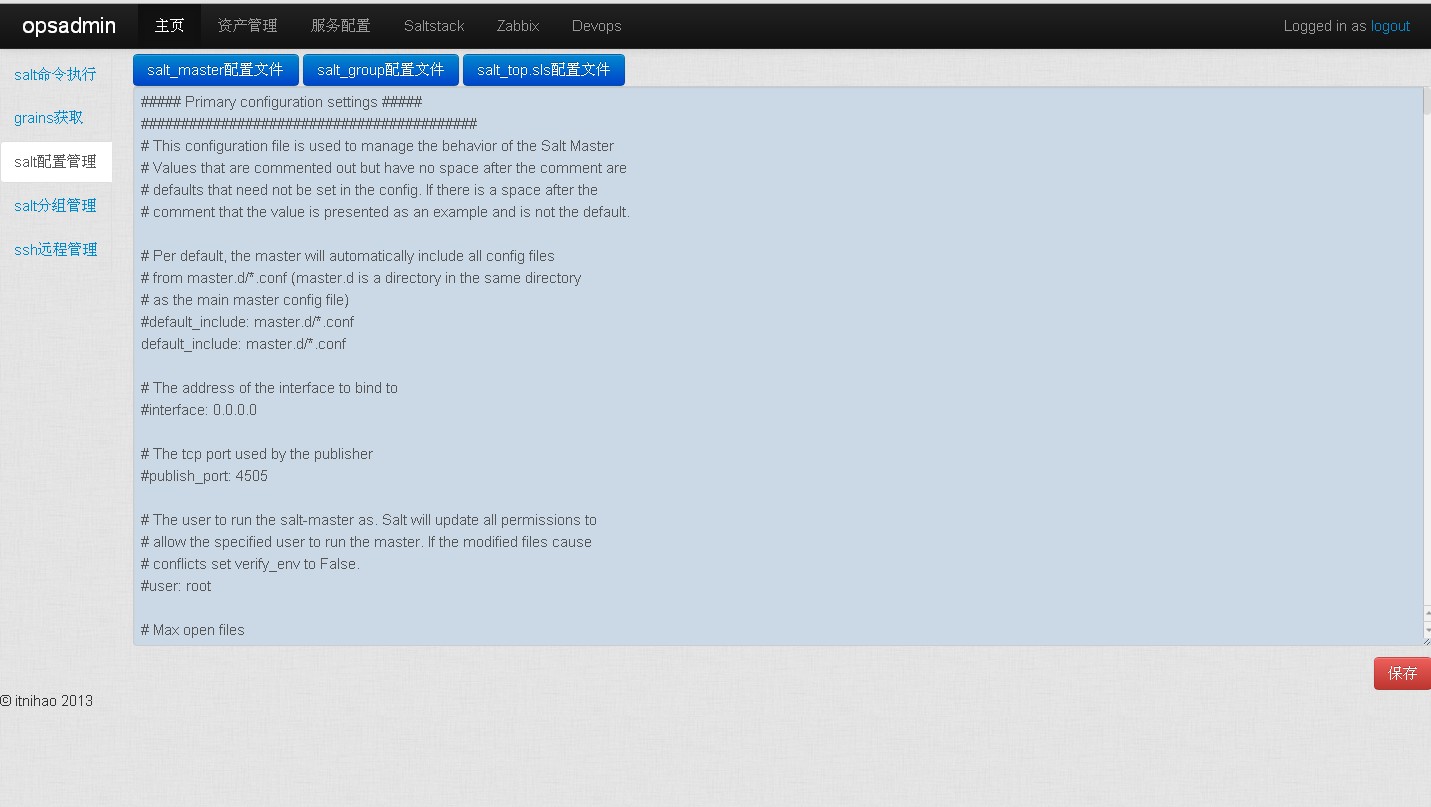 opsadmin 主页 资产管理 服务配置 Saltstack Zabbix Devops Logged in as logout
salt命令执行
grains获取
salt配置管理
salt分组管理
ssh远程管理
salt_master配置文件 salt_group配置文件 salt_top.sls配置文件
##### Primary configuration settings #####
##########################################
# This configuration file is used to manage the behavior of the Salt Master
# Values that are commented out but have no space after the comment are
# defaults that need not be set in the config. If there is a space after the
# comment that the value is presented as an example and is not the default.
# Per default, the master will automatically include all config files
# from master.d/*.conf (master.d is a directory in the same directory
# as the main master config file)
#default_include: master.d/*.conf
default_include: master.d/*.conf
# The address of the interface to bind to
#interface: 0.0.0.0
# The tcp port used by the publisher
#publish_port: 4505
# The user to run the salt-master as. Salt will update all permissions to
# allow the specified user to run the master. If the modified files cause
# conflicts set verify_env to False.
#user: root
# Max open files
保存
© itnihao 2013